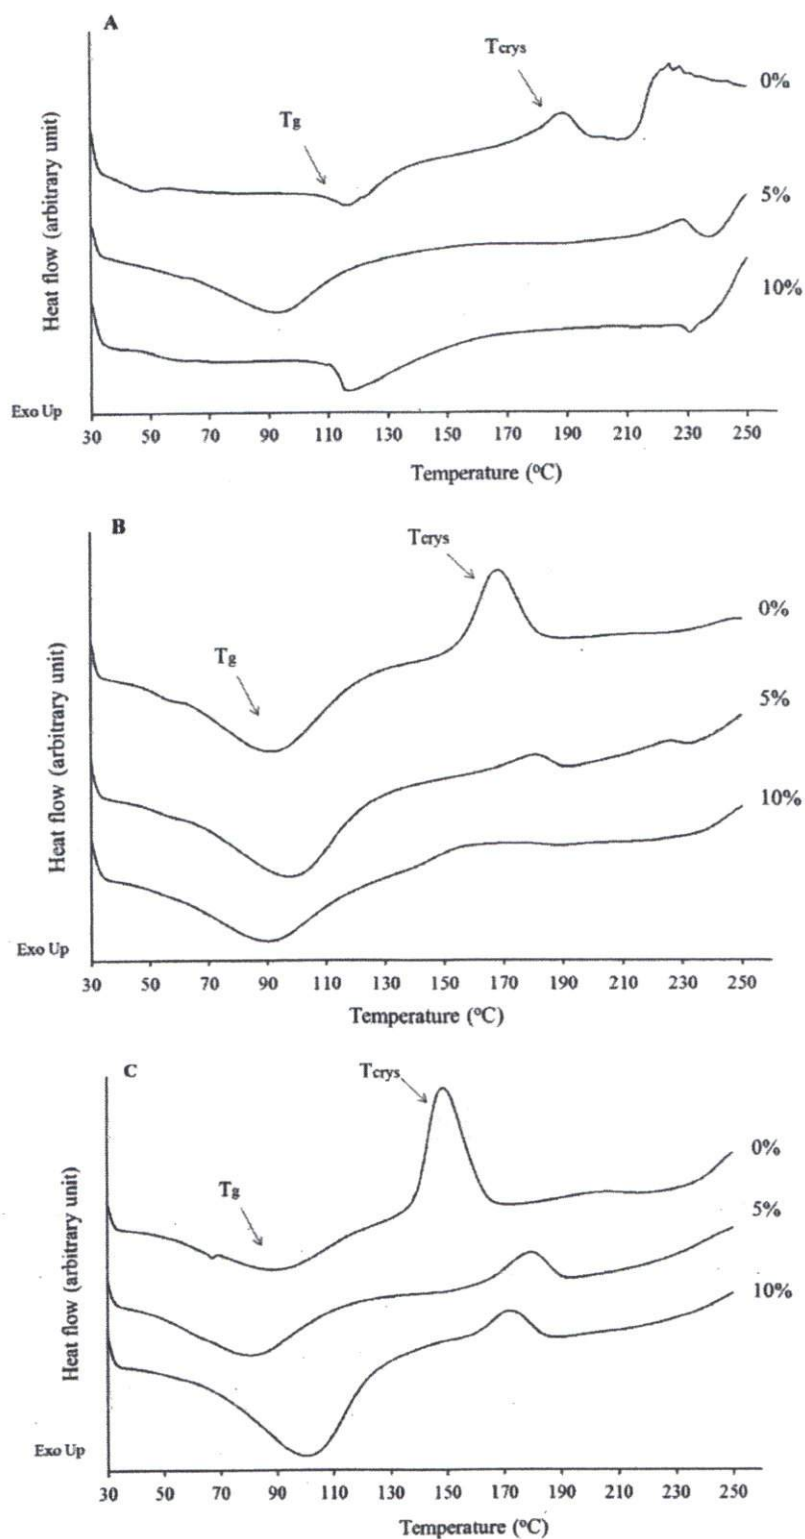 A
Tcrys
0%
Tg
5%
10%
Heat flow (arbitrary unit)
Exo Up
30 50 70 90 110 130 150 170 190 210 230 250
Temperature (°C)
B
Tcrys
0%
Tg
5%
10%
Heat flow (arbitrary unit)
Exo Up
30 50 70 90 110 130 150 170 190 210 230 250
Temperature (°C)
C
Tcrys
0%
Tg
5%
10%
Heat flow (arbitrary unit)
Exo Up
30 50 70 90 110 130 150 170 190 210 230 250
Temperature (°C)